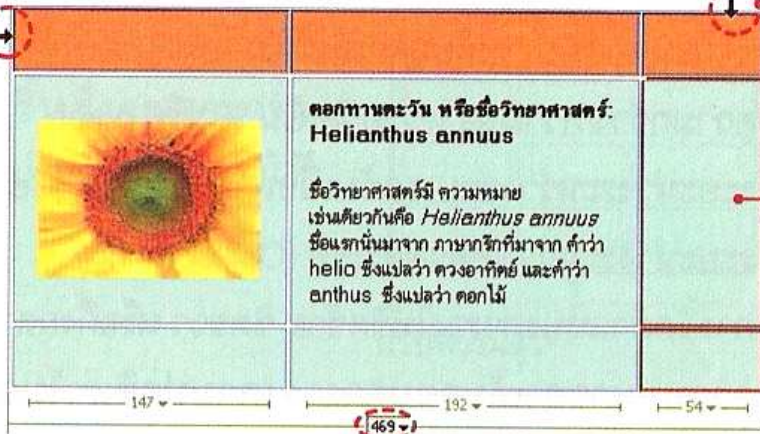 ดอกทานตะวัน หรือชื่อวิทยาศาสตร์:
Helianthus annuus
ชื่อวิทยาศาสตร์มี ความหมาย
เช่นเดียวกันคือ Helianthus annuus
ชื่อแรกนั่นมาจาก ภาษากรีกที่มาจาก คำว่า
helio ซึ่งแปลว่า ดวงอาทิตย์ และคำว่า
anthus ซึ่งแปลว่า ดอกไม้
147 192 54
469